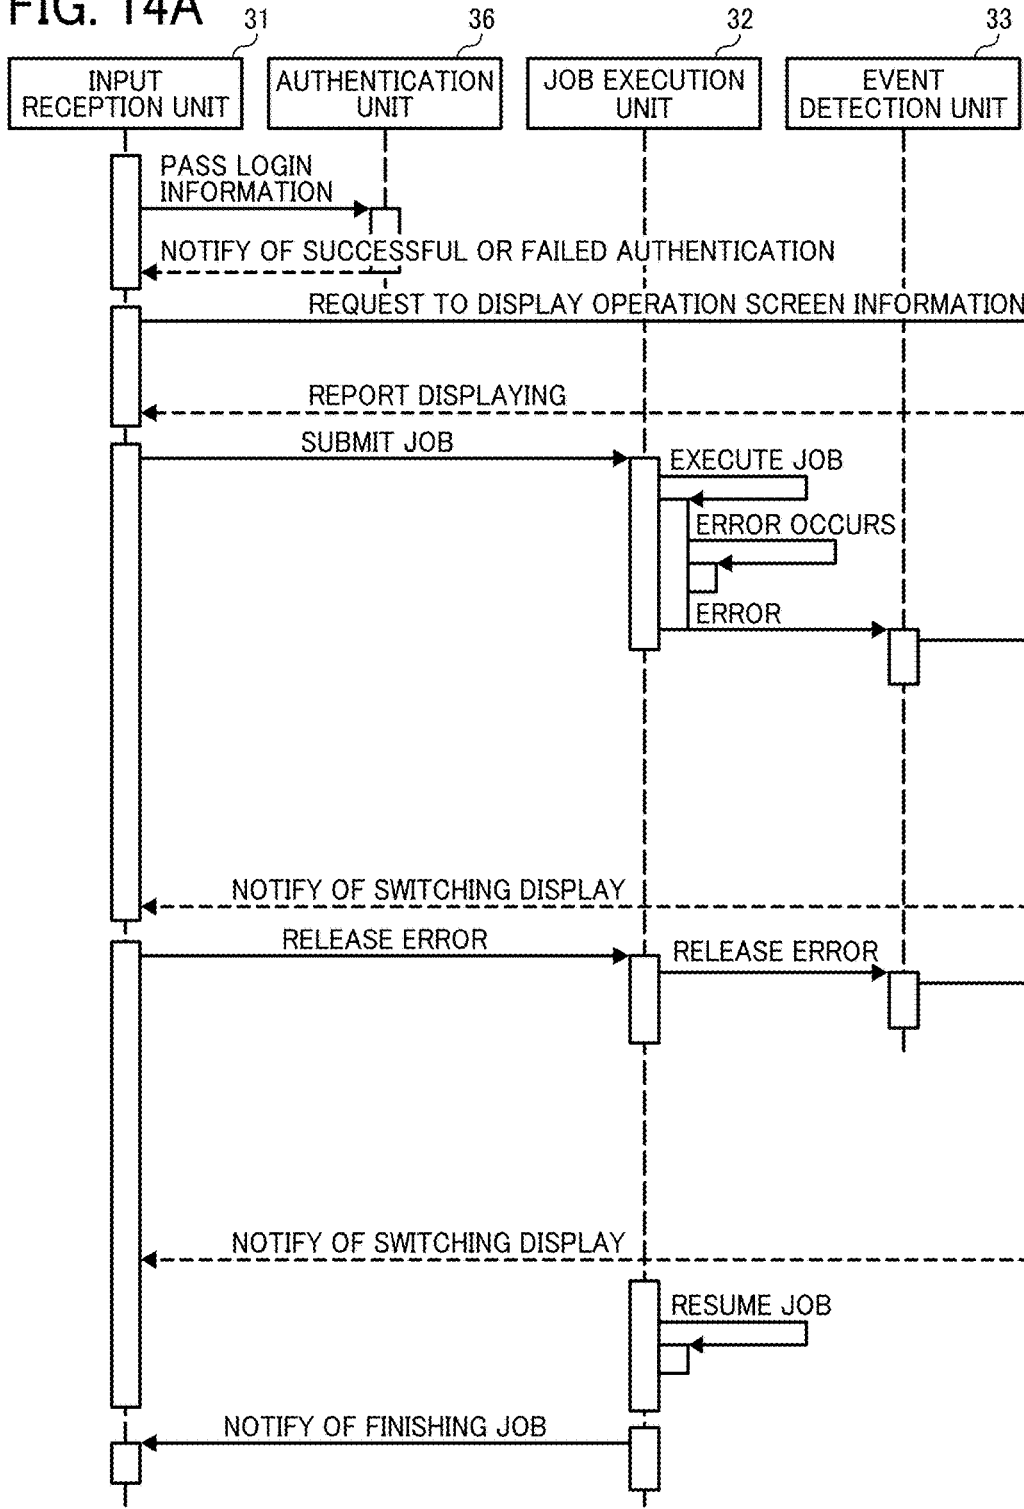 FIG. 14A
31
36
32
33
INPUT
RECEPTION UNIT
AUTHENTICATION
UNIT
JOB EXECUTION
UNIT
EVENT
DETECTION UNIT
PASS LOGIN
INFORMATION
NOTIFY OF SUCCESSFUL OR FAILED AUTHENTICATION
REQUEST TO DISPLAY OPERATION SCREEN INFORMATION
REPORT DISPLAYING
SUBMIT JOB
EXECUTE JOB
ERROR OCCURS
ERROR
NOTIFY OF SWITCHING DISPLAY
RELEASE ERROR
RELEASE ERROR
NOTIFY OF SWITCHING DISPLAY
RESUME JOB
NOTIFY OF FINISHING JOB